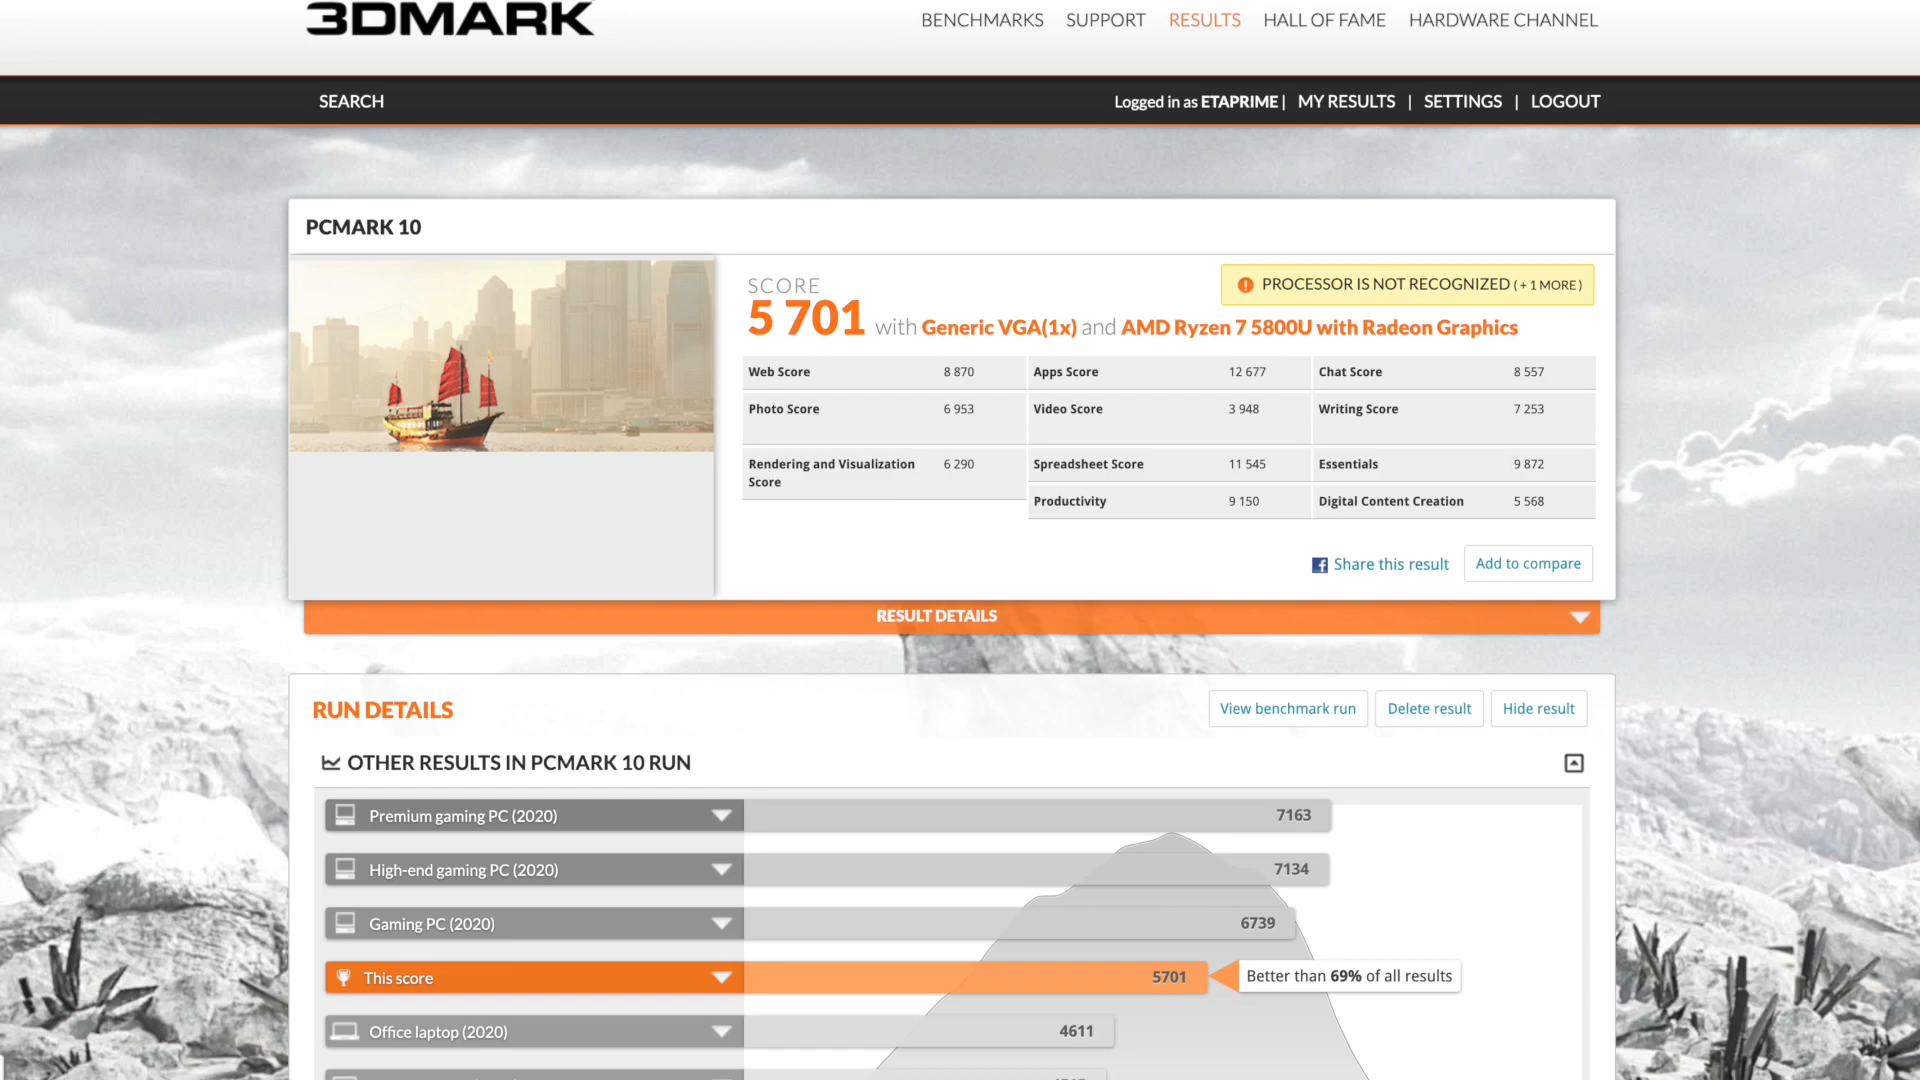 3DMARK
BENCHMARKS SUPPORT RESULTS HALL OF FAME HARDWARE CHANNEL
SEARCH
Logged in as ETAPRIME | MY RESULTS | SETTINGS | LOGOUT
PCMARK 10
SCORE
PROCESSOR IS NOT RECOGNIZED ( + 1 MORE )
5 701 with Generic VGA(1x) and AMD Ryzen 7 5800U with Radeon Graphics
Web Score 8 870 Apps Score 12 677 Chat Score 8 557
Photo Score 6 953 Video Score 3 948 Writing Score 7 253
Rendering and Visualization Score 6 290 Spreadsheet Score 11 545 Essentials 9 872
Productivity 9 150 Digital Content Creation 5 568
Share this result Add to compare
RESULT DETAILS
RUN DETAILS View benchmark run Delete result Hide result
OTHER RESULTS IN PCMARK 10 RUN
Premium gaming PC (2020) 7163
High-end gaming PC (2020) 7134
Gaming PC (2020) 6739
This score 5701 Better than 69% of all results
Office laptop (2020) 4611